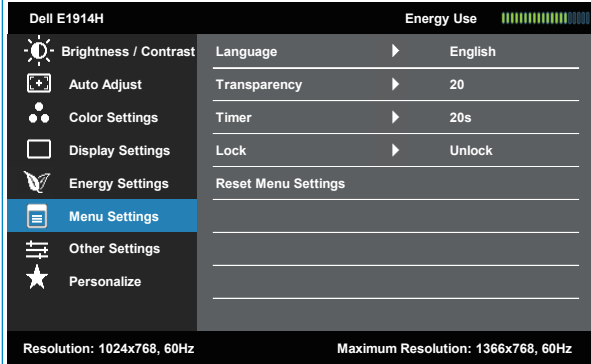 Dell E1914H Energy Use
Brightness / Contrast Language English
Auto Adjust Transparency 20
Color Settings Timer 20s
Display Settings Lock Unlock
Energy Settings Reset Menu Settings
Menu Settings
Other Settings
Personalize
Resolution: 1024x768, 60Hz Maximum Resolution: 1366x768, 60Hz